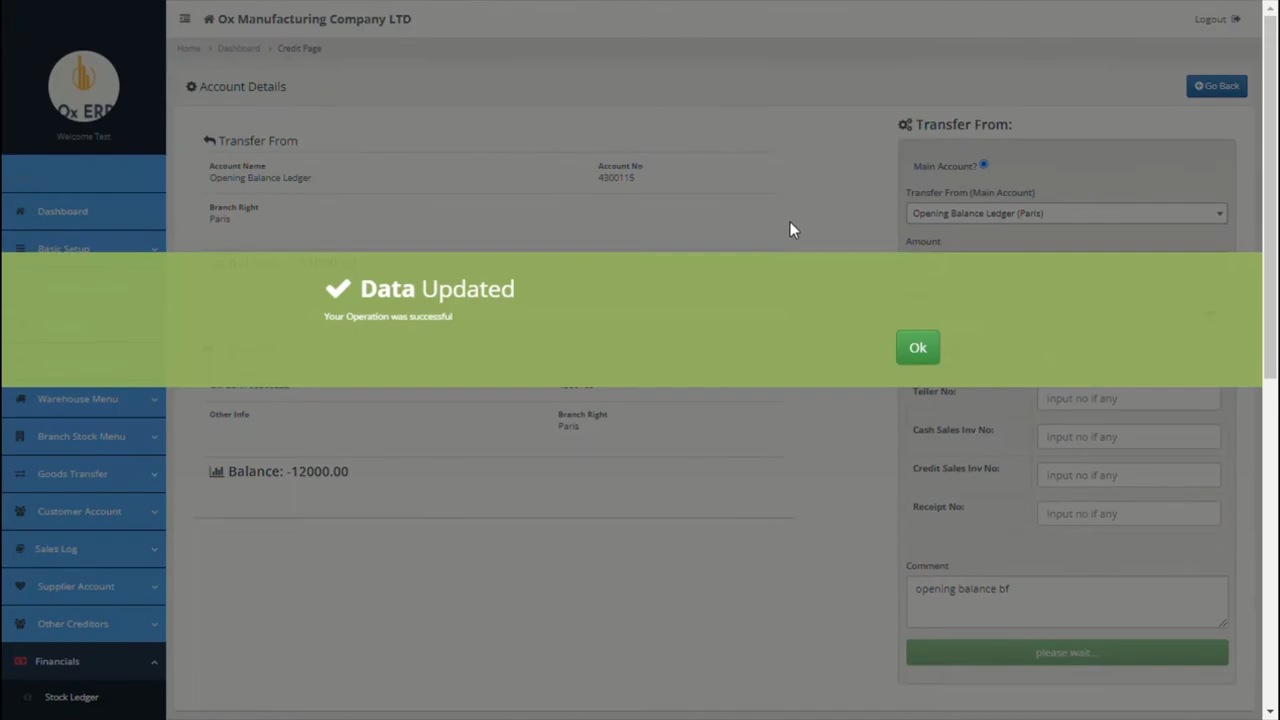 Ox Manufacturing Company LTD
Logout
Home > Dashboard > Credit Page
Account Details
Go Back
Ox ERP
Welcome Test
Dashboard
Basic Setup
Warehouse Menu
Branch Stock Menu
Goods Transfer
Customer Account
Sales Log
Supplier Account
Other Creditors
Financials
Stock Ledger
Transfer From
Account Name
Account No
Opening Balance Ledger
4300115
Branch Right
Paris
Data Updated
Your Operation was successful
Ok
Other Info
Branch Right
Paris
Balance: -12000.00
Transfer From:
Main Account?
Transfer From (Main Account)
Opening Balance Ledger (Paris)
Amount
Teller No:
input no if any
Cash Sales Inv No:
input no if any
Credit Sales Inv No:
input no if any
Receipt No:
input no if any
Comment
opening balance bf
please wait...